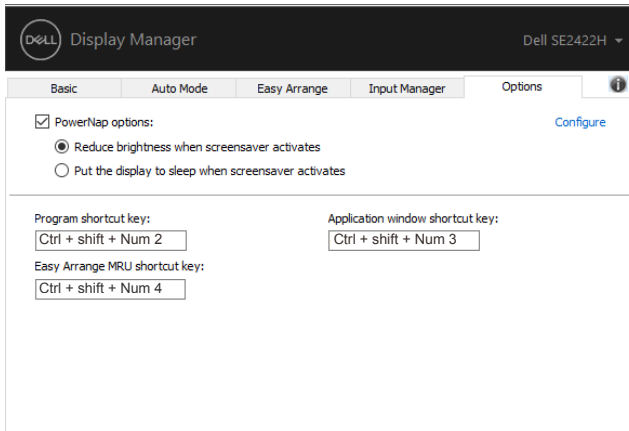 DELL Display Manager Dell SE2422H
Basic Auto Mode Easy Arrange Input Manager Options i
PowerNap options: Configure
Reduce brightness when screensaver activates
Put the display to sleep when screensaver activates
Program shortcut key: Application window shortcut key:
Ctrl + shift + Num 2 Ctrl + shift + Num 3
Easy Arrange MRU shortcut key:
Ctrl + shift + Num 4